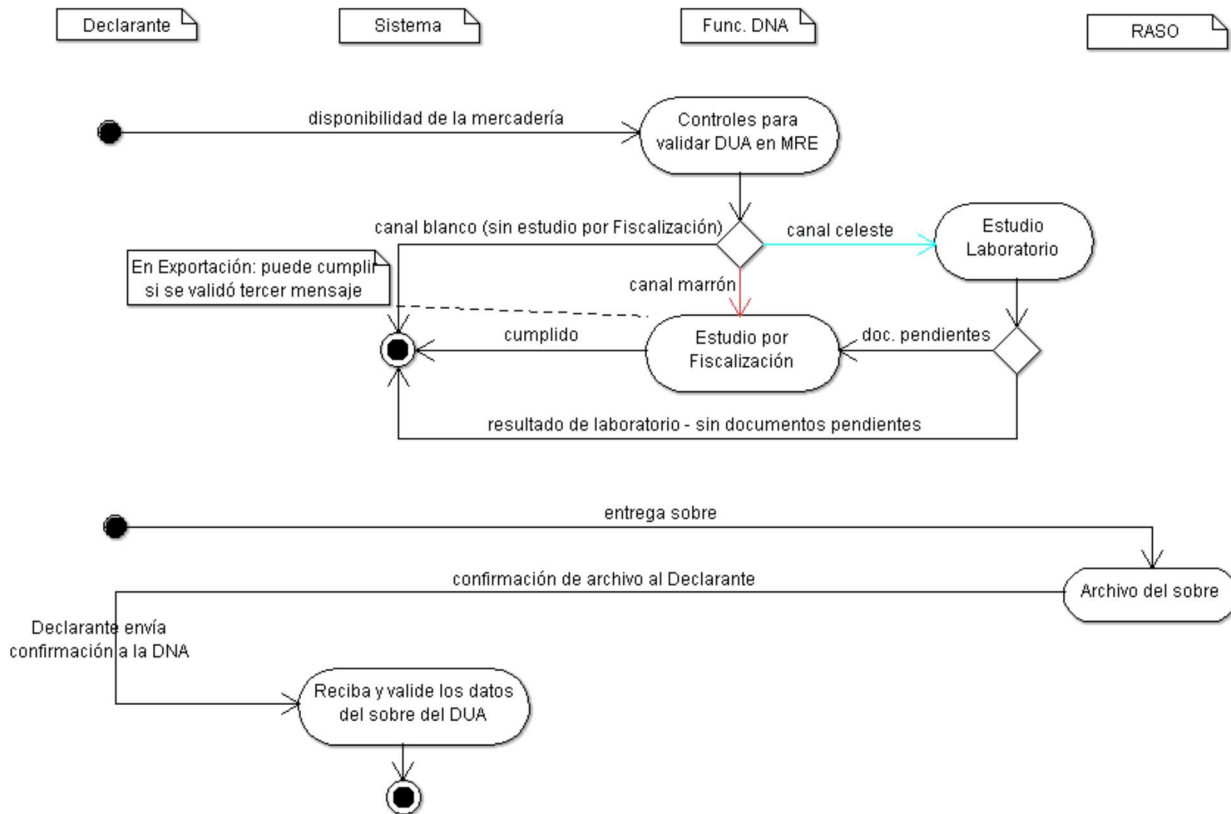 Declarante
Sistema
Func. DNA
RASO
disponibilidad de la mercadería
Controles para
validar DUA en MRE
canal blanco (sin estudio por Fiscalización)
canal celeste
Estudio
Laboratorio
En Exportación: puede cumplir
si se validó tercer mensaje
canal marrón
cumplido
Estudio por
Fiscalización
doc. pendientes
resultado de laboratorio - sin documentos pendientes
entrega sobre
confirmación de archivo al Declarante
Archivo del sobre
Declarante envía
confirmación a la DNA
Reciba y valide los datos
del sobre del DUA